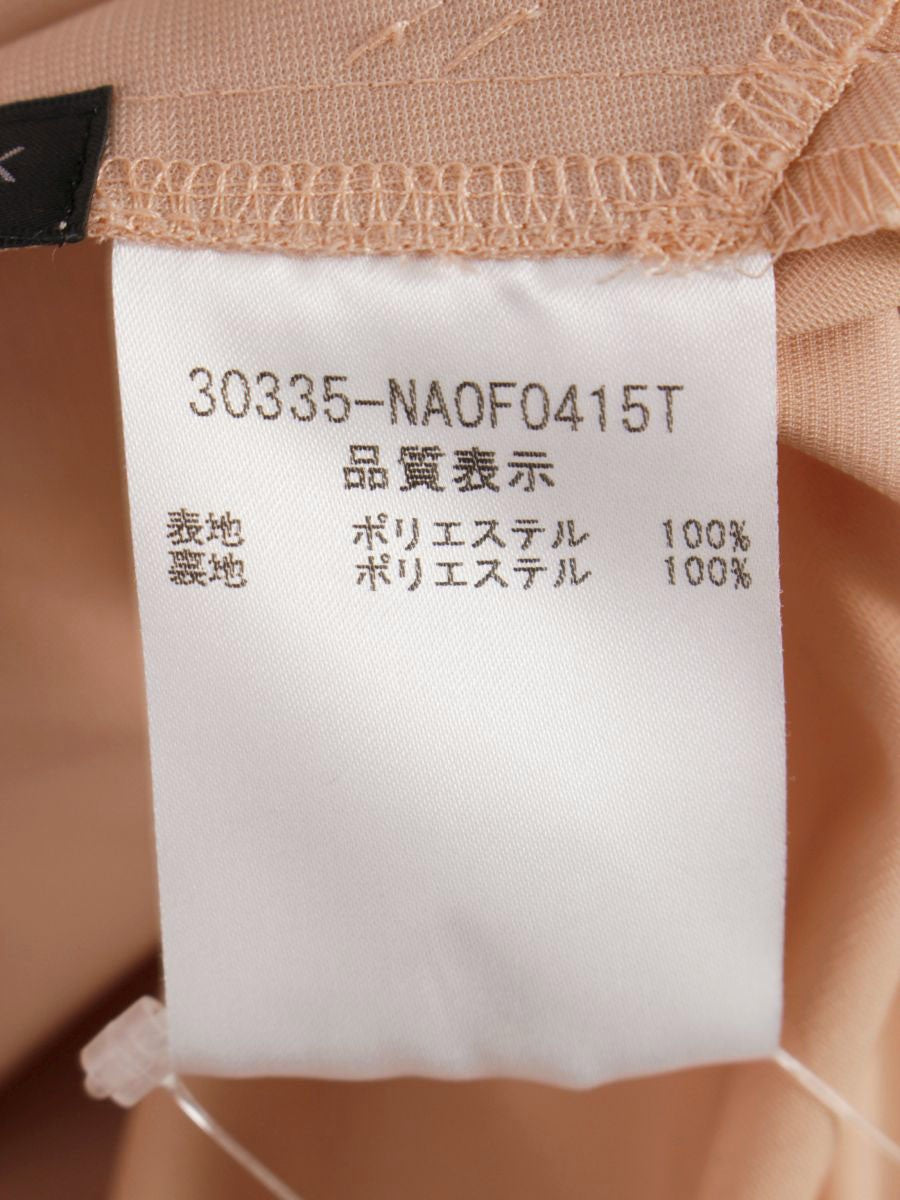 30335-NA0F0415T
品質表示
表地 ポリエステル 100%
裏地 ポリエステル 100%